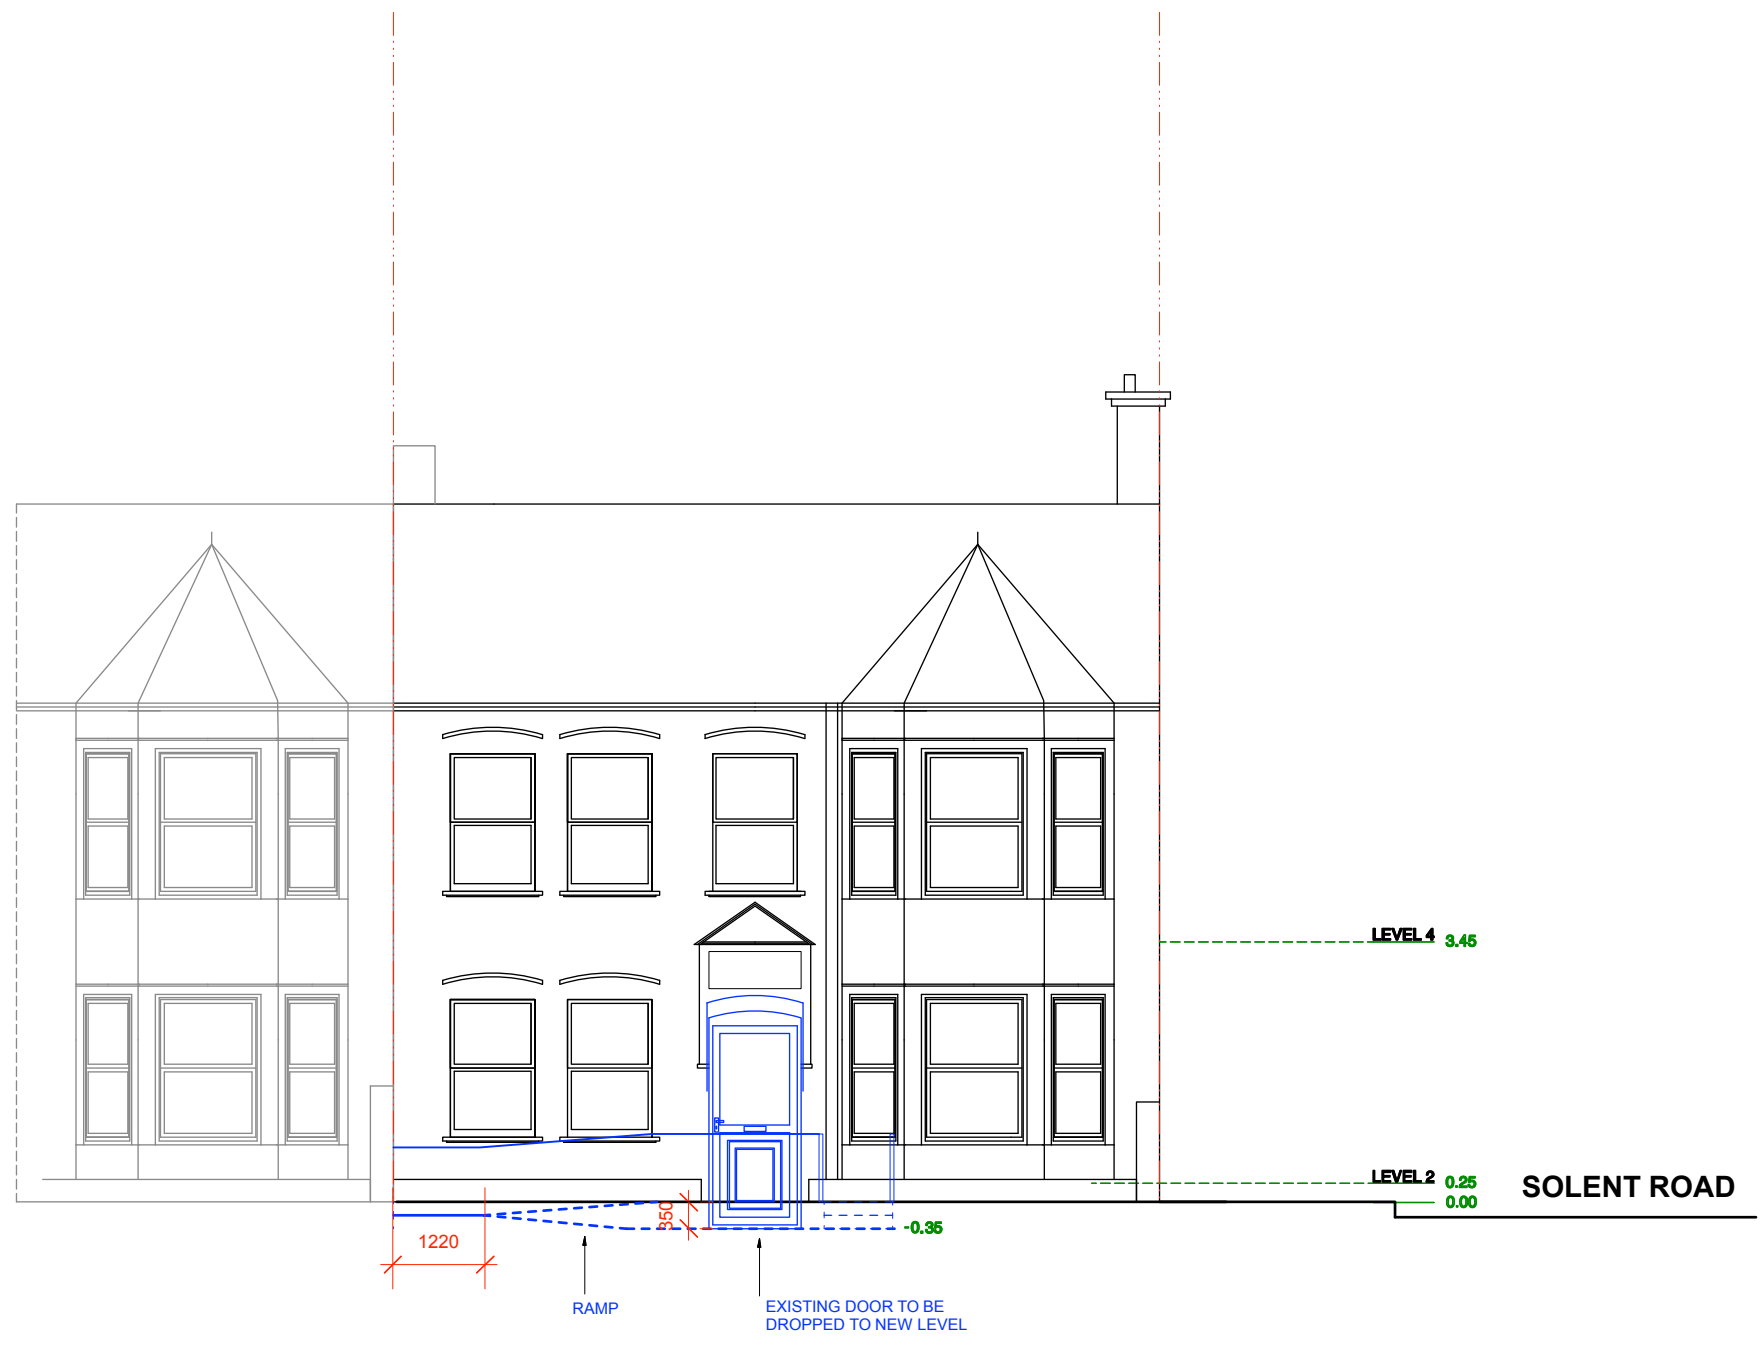 LEVEL 4 3.45
LEVEL 2 0.25
0.00
SOLENT ROAD
350
-0.35
1220
RAMP
EXISTING DOOR TO BE
DROPPED TO NEW LEVEL